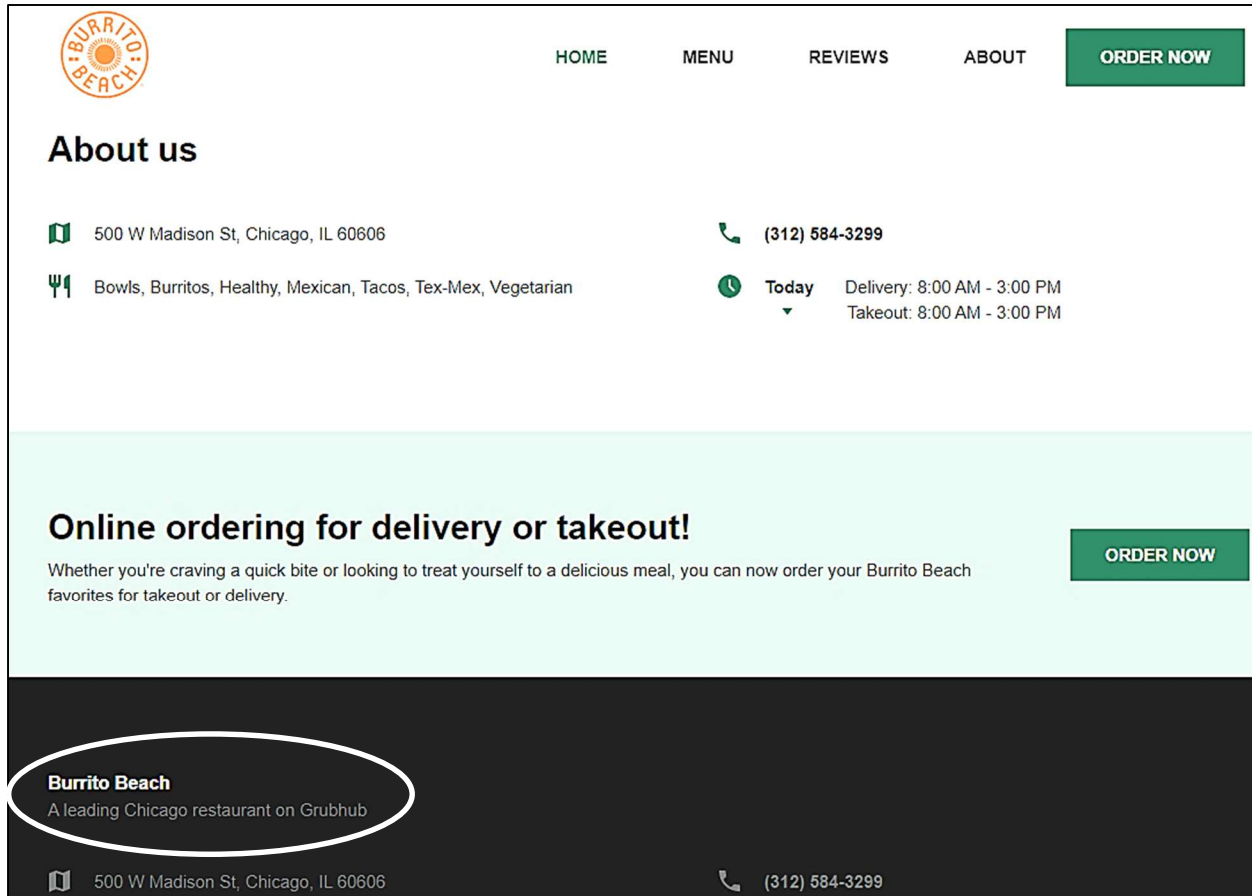 BURRITO BEACH
HOME MENU REVIEWS ABOUT ORDER NOW
About us
500 W Madison St, Chicago, IL 60606
(312) 584-3299
Bowls, Burritos, Healthy, Mexican, Tacos, Tex-Mex, Vegetarian
Today Delivery: 8:00 AM - 3:00 PM
Takeout: 8:00 AM - 3:00 PM
Online ordering for delivery or takeout!
Whether you're craving a quick bite or looking to treat yourself to a delicious meal, you can now order your Burrito Beach
favorites for takeout or delivery.
ORDER NOW
Burrito Beach
A leading Chicago restaurant on Grubhub
500 W Madison St, Chicago, IL 60606
(312) 584-3299